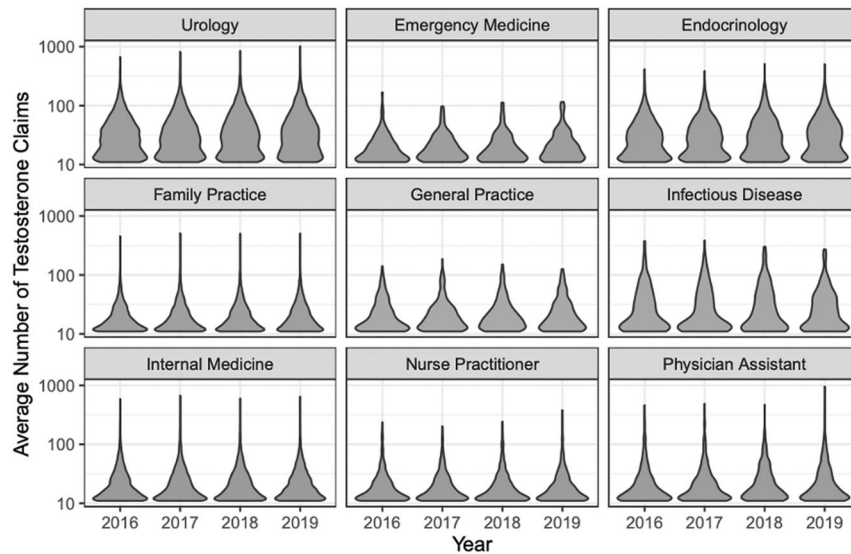 Average Number of Testosterone Claims
Urology
Emergency Medicine
Endocrinology
1000
100
10
Family Practice
General Practice
Infectious Disease
1000
100
10
Internal Medicine
Nurse Practitioner
Physician Assistant
1000
100
10
2016 2017 2018 2019
2016 2017 2018 2019
2016 2017 2018 2019
Year